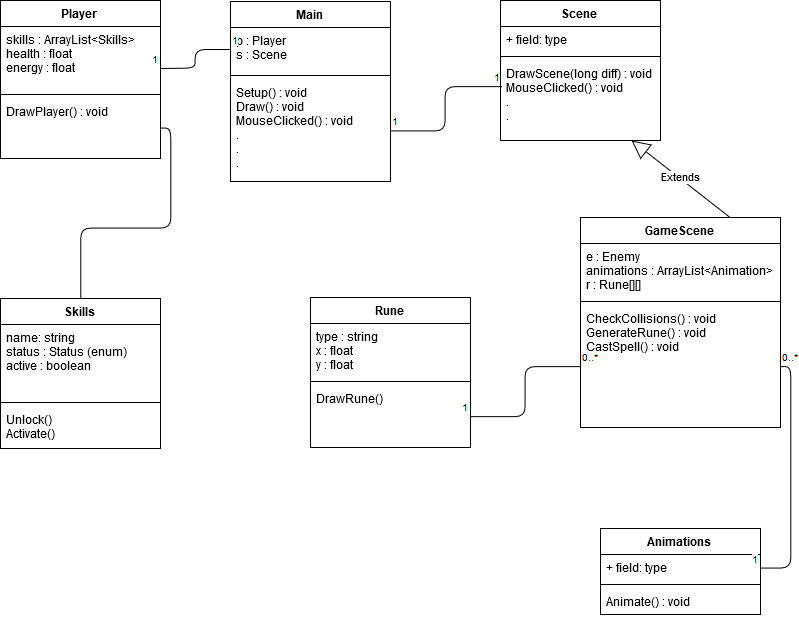 Player
skills : ArrayList<Skills>
health : float
energy : float
1
DrawPlayer() : void
Main
1
p : Player
s : Scene
Setup() : void
Draw() : void
MouseClicked() : void
.
.
.
1
Scene
+ field: type
1
DrawScene(long diff) : void
MouseClicked() : void
.
.
Extends
GameScene
e : Enemy
animations : ArrayList<Animation>
r : Rune[][]
CheckCollisions() : void
GenerateRune() : void
CastSpell() : void
0..*
0..*
Skills
name: string
status : Status (enum)
active : boolean
Unlock()
Activate()
Rune
type : string
x : float
y : float
DrawRune()
1
Animations
1
+ field: type
Animate() : void